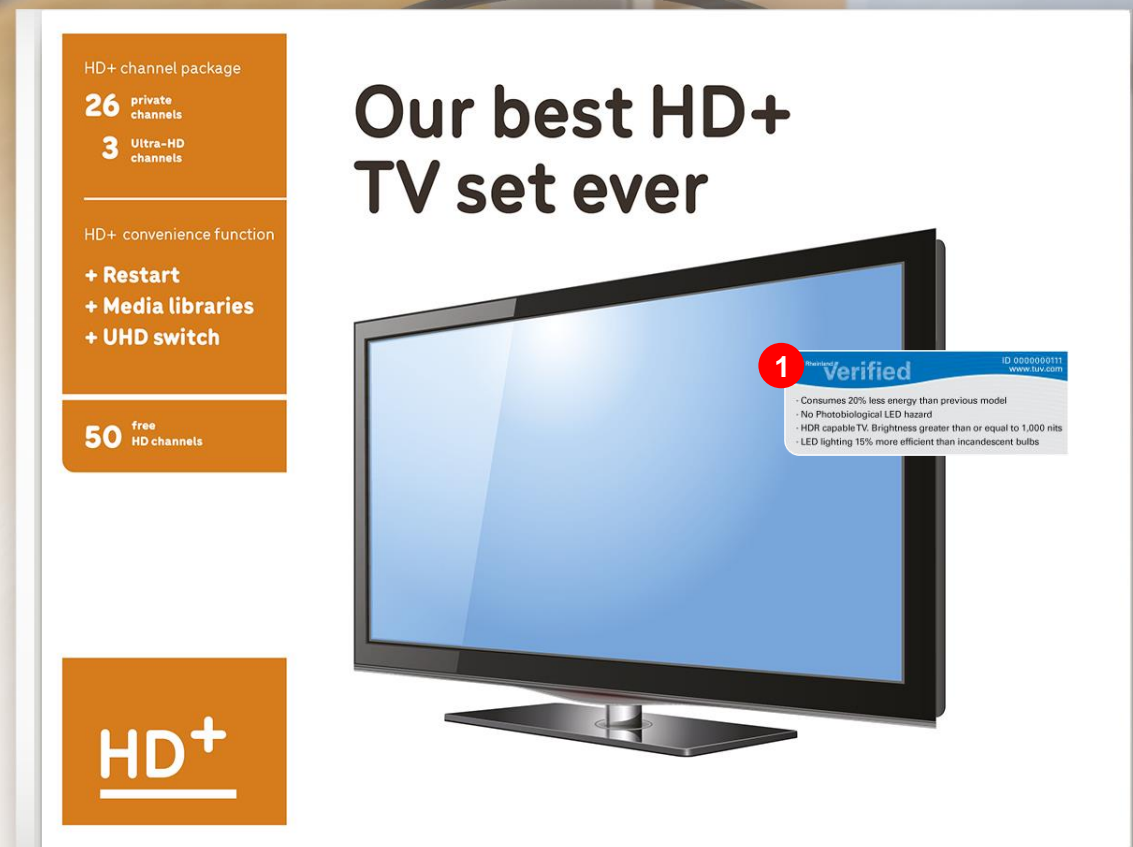 HD+ channel package
26 private channels
3 Ultra-HD channels
HD+ convenience function
+ Restart
+ Media libraries
+ UHD switch
50 free HD channels
HD+
Our best HD+
TV set ever
1
Rheinland
Verified
ID 0000000111
www.tuv.com
- Consumes 20% less energy than previous model
- No Photobiological LED hazard
- HDR capable TV. Brightness greater than or equal to 1,000 nits
- LED lighting 15% more efficient than incandescent bulbs